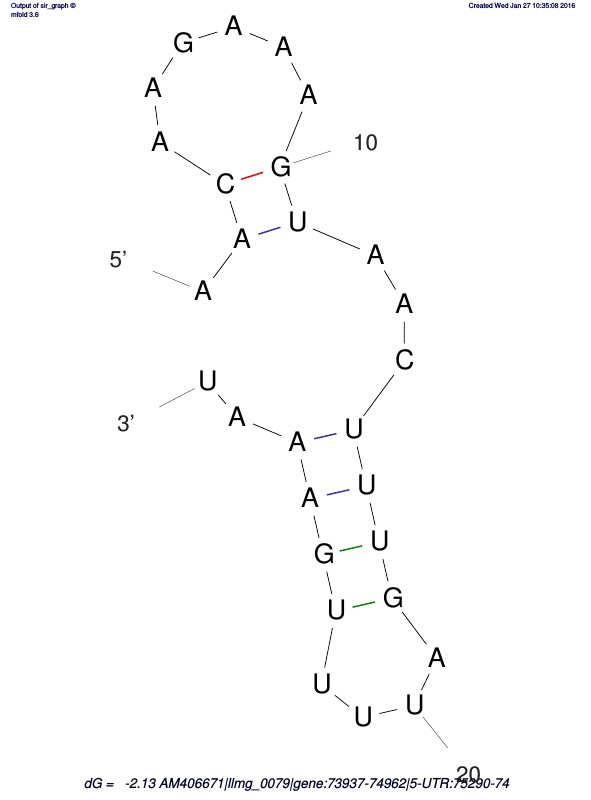 Output of sir_graph ©
mfold 3.6
Created Wed Jan 27 10:35:08 2016
A
G A
A A
A
A
G 10
C
U
A
A
5’
A
A
C
U
3’
A
U
A
U
A
U
G
G
U
A
U
U
U
20
dG = -2.13 AM406671|llmg_0079|gene:73937-74962|5-UTR:75290-74